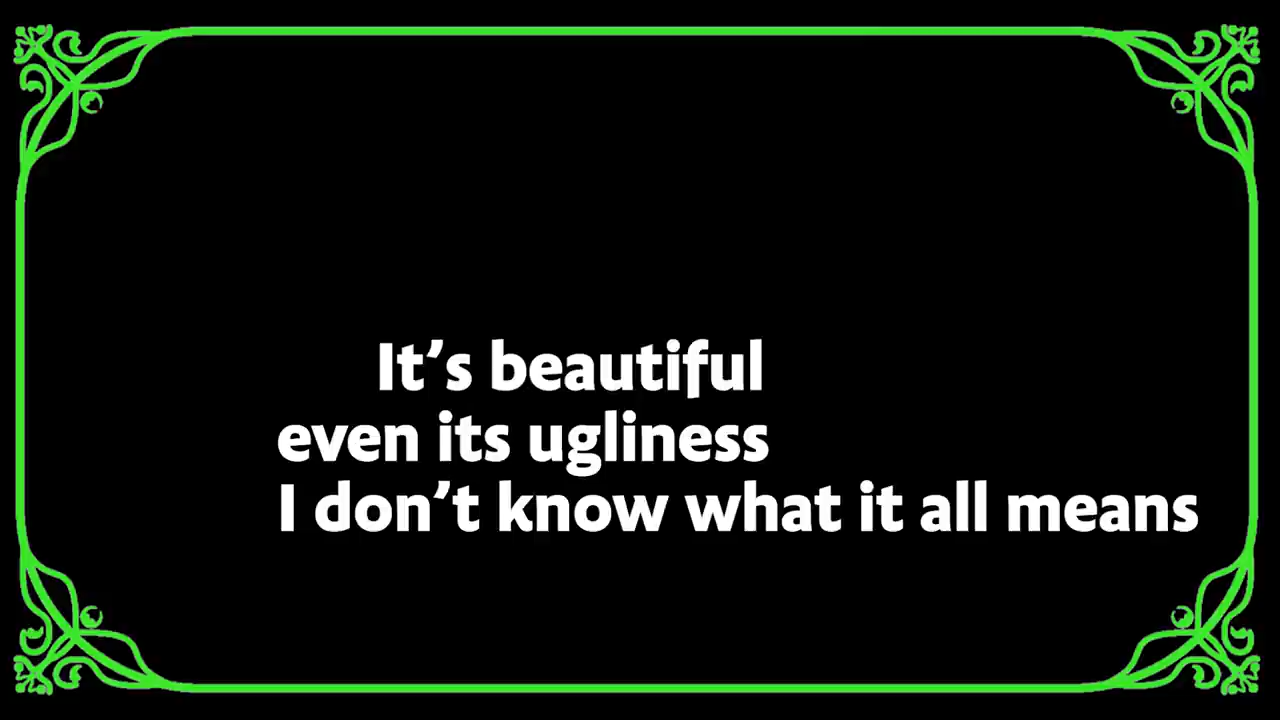 It’s beautiful
even its ugliness
I don’t know what it all means